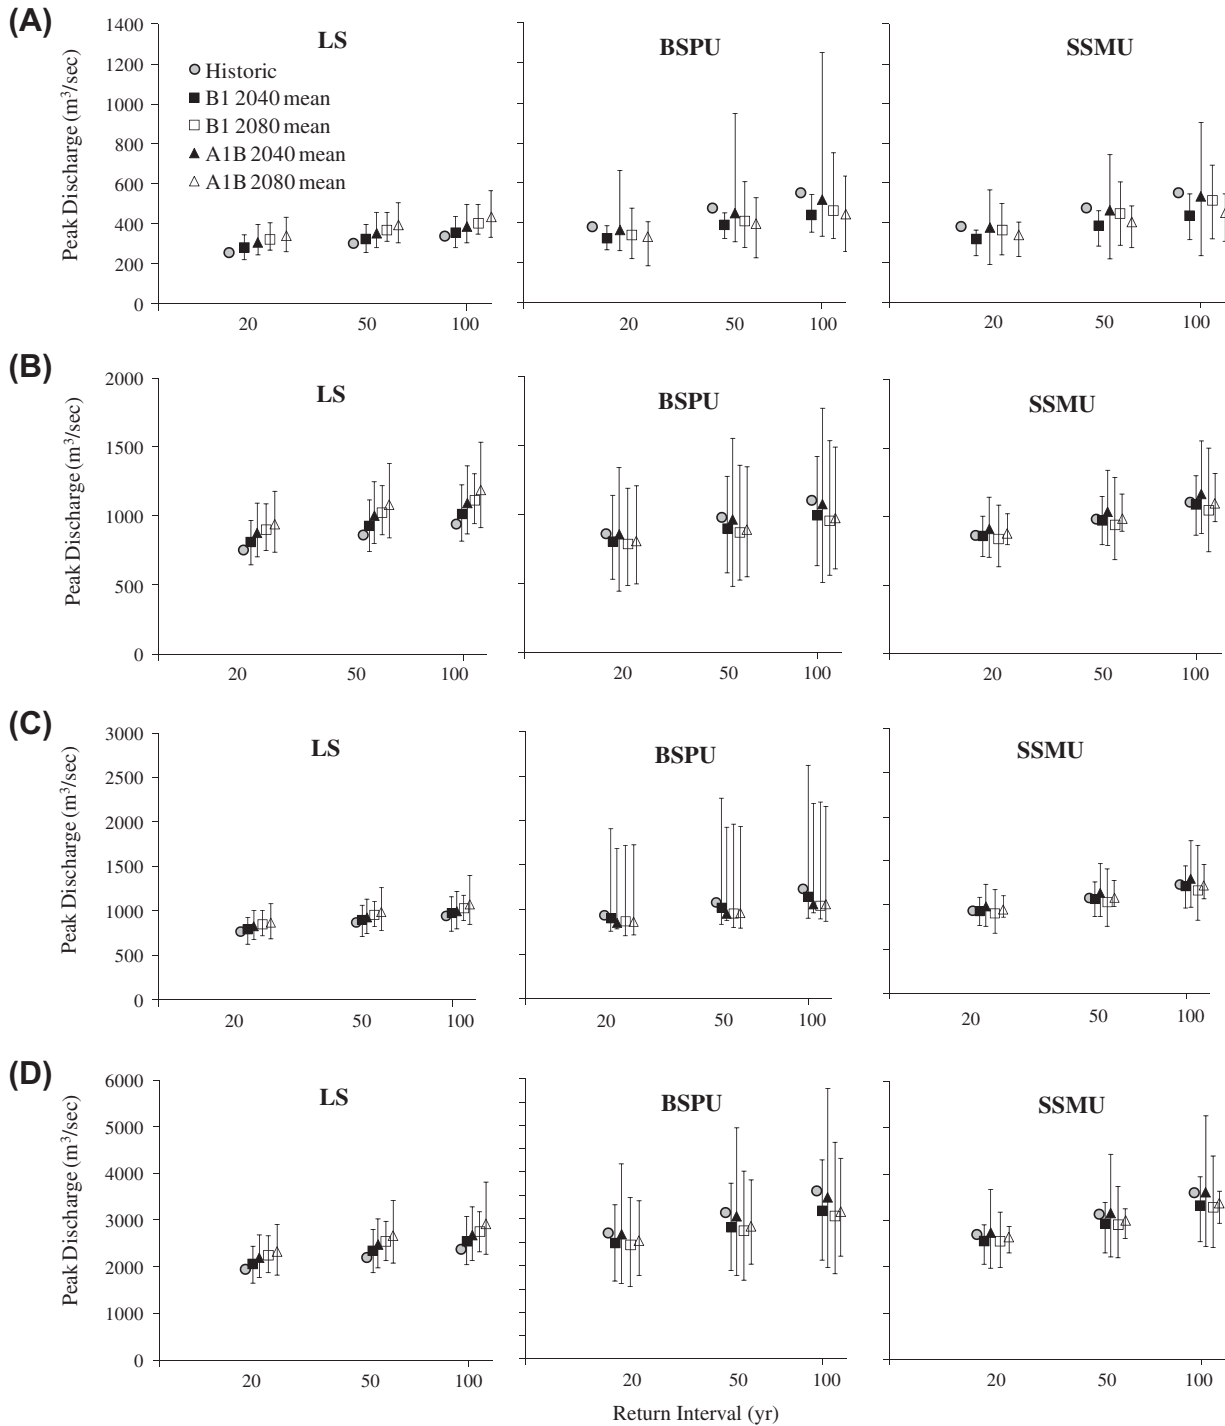 (A)
LS
BSPU
SSMU
Peak Discharge (m³/sec)
1400
1200
1000
800
600
400
200
0
Historic
B1 2040 mean
B1 2080 mean
A1B 2040 mean
A1B 2080 mean
20 50 100
20 50 100
20 50 100
(B)
LS
BSPU
SSMU
Peak Discharge (m³/sec)
2000
1500
1000
500
0
20 50 100
20 50 100
20 50 100
(C)
LS
BSPU
SSMU
Peak Discharge (m³/sec)
3000
2500
2000
1500
1000
500
0
20 50 100
20 50 100
20 50 100
(D)
LS
BSPU
SSMU
Peak Discharge (m³/sec)
6000
5000
4000
3000
2000
1000
0
20 50 100
20 50 100
20 50 100
Return Interval (yr)